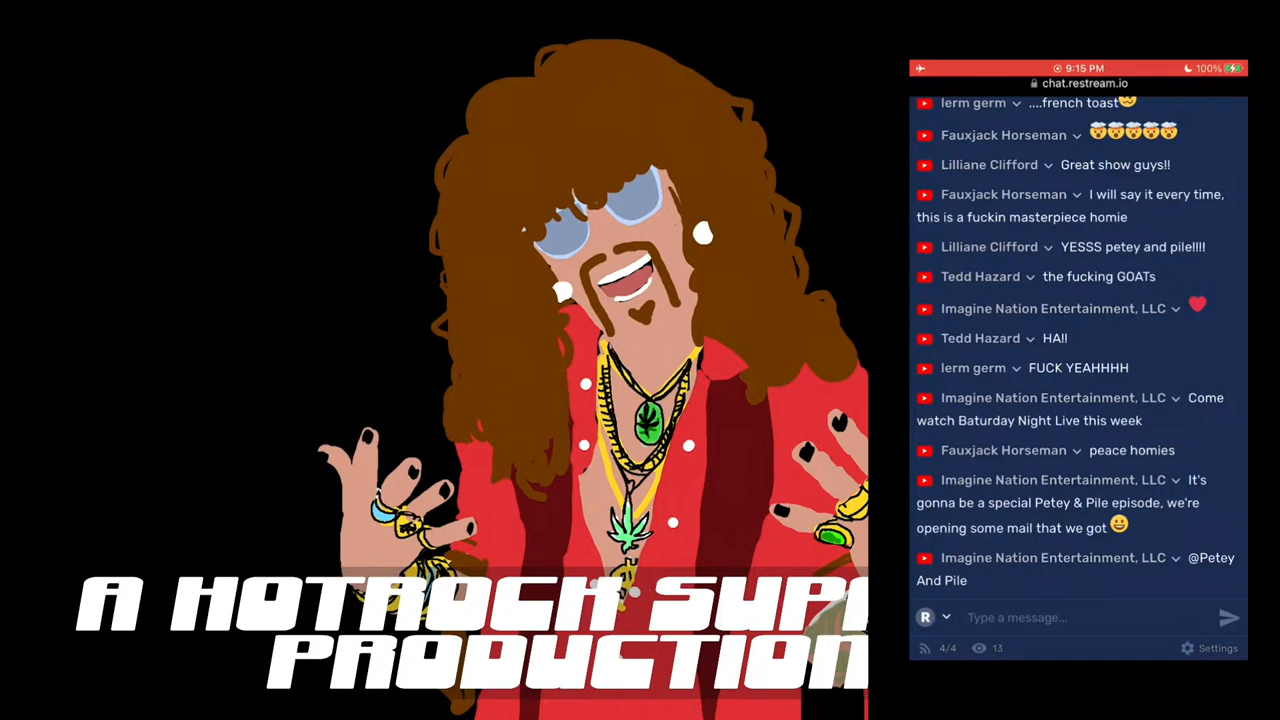 9:15 PM
100%
chat.restream.io
lerm germ ....french toast
Fauxjack Horseman
Lilliane Clifford Great show guys!!
Fauxjack Horseman I will say it every time,
this is a fuckin masterpiece homie
Lilliane Clifford YESSS petey and pile!!!!
Tedd Hazard the fucking GOATs
Imagine Nation Entertainment, LLC
Tedd Hazard HA!!
lerm germ FUCK YEAHHHH
Imagine Nation Entertainment, LLC Come
watch Baturday Night Live this week
Fauxjack Horseman peace homies
Imagine Nation Entertainment, LLC It's
gonna be a special Petey & Pile episode, we're
opening some mail that we got
Imagine Nation Entertainment, LLC @Petey
And Pile
R Type a message...
4/4 13 Settings
A HOTROCK
PRODUCTION